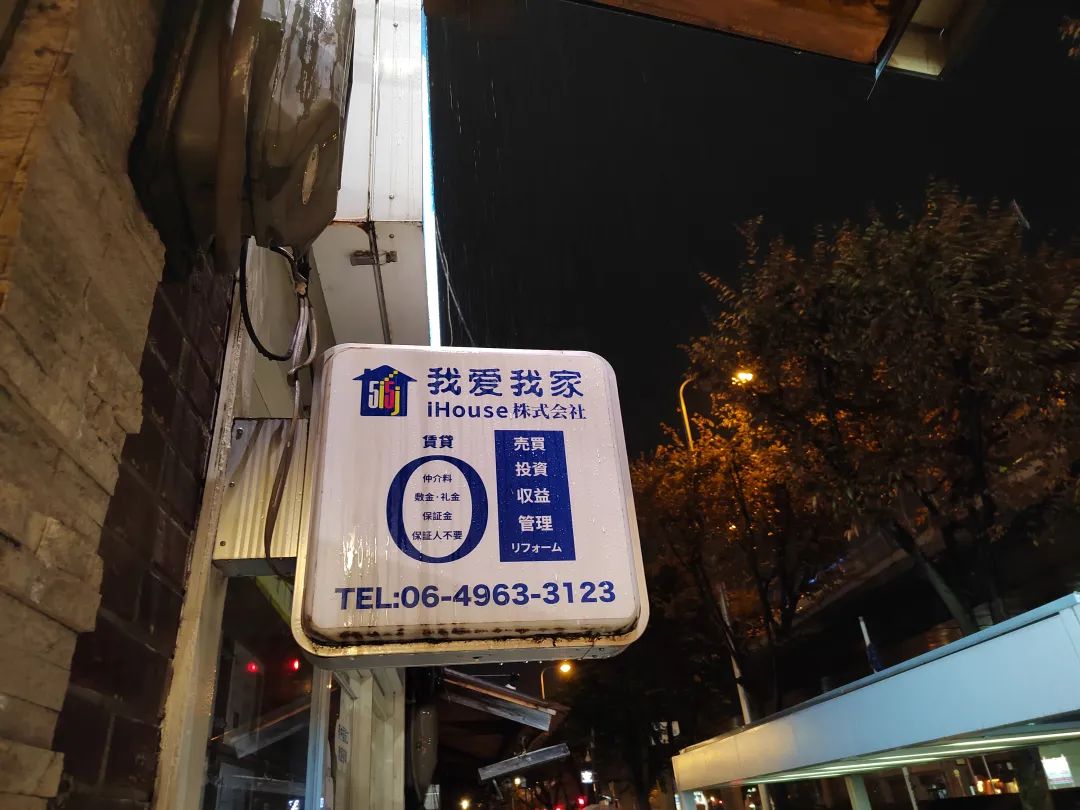 5i5j
我爱我家
iHouse株式会社
賃貸
0
仲介料
敷金·礼金
保証金
保証人不要
売買
投資
収益
管理
リフォーム
TEL:06-4963-3123